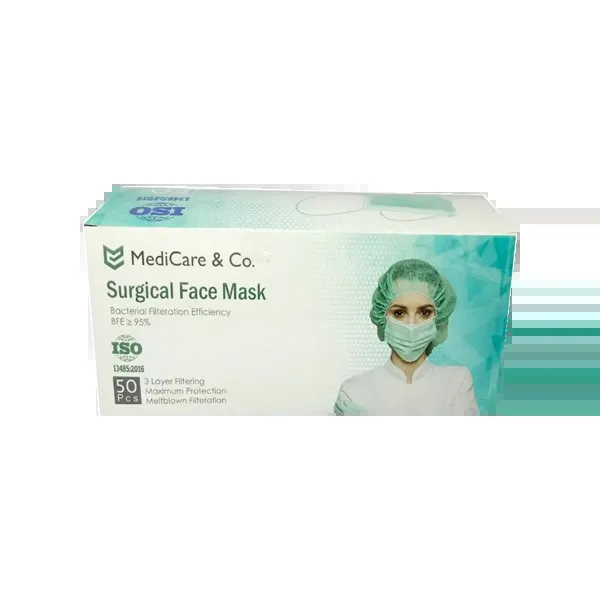 13485:2016
ISO
MediCare & Co.
Surgical Face Mask
Bacterial Filteration Efficiency
BFE ≥ 95%
ISO
13485:2016
50
Pcs
3 Layer Filtering
Maximum Protection
Meltblown Filteration